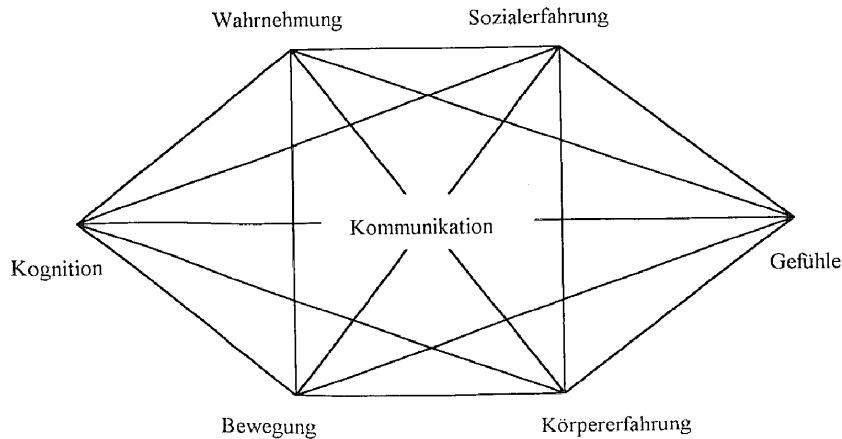 Wahrnehmung
Sozialerfahrung
Kommunikation
Kognition
Gefühle
Bewegung
Körpererfahrung